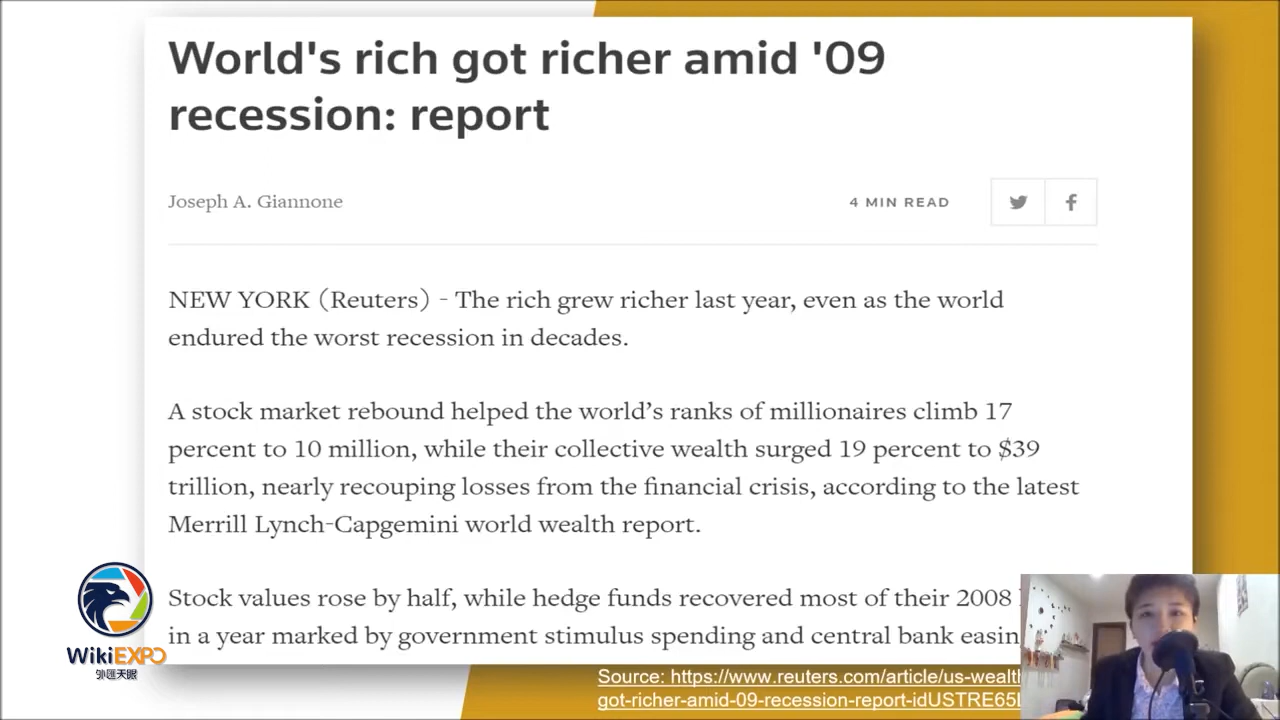 World's rich got richer amid '09
recession: report
Joseph A. Giannone
4 MIN READ
NEW YORK (Reuters) - The rich grew richer last year, even as the world
endured the worst recession in decades.
A stock market rebound helped the world’s ranks of millionaires climb 17
percent to 10 million, while their collective wealth surged 19 percent to $39
trillion, nearly recouping losses from the financial crisis, according to the latest
Merrill Lynch-Capgemini world wealth report.
Stock values rose by half, while hedge funds recovered most of their 2008
in a year marked by government stimulus spending and central bank easin
WikiEXPO
外匯天眼
Source: https://www.reuters.com/article/us-wealth
got-richer-amid-09-recession-report-idUSTRE65